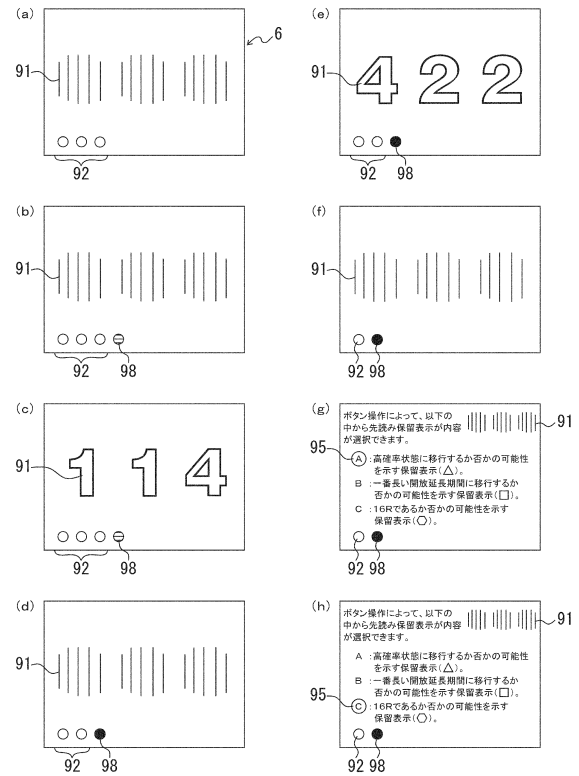 (a)
6
91
92
(b)
91
92
98
(c)
91
1 1 4
92
98
(d)
91
92
98
(e)
91
4 2 2
92
98
(f)
91
92 98
(g)
ボタン操作によって、以下の
中から先読み保留表示が内容
が選択できます。
91
95
A :高確率状態に移行するか否かの可能性
を示す保留表示(△)。
B :一番長い開放延長期間に移行するか
否かの可能性を示す保留表示(□)。
C :16Rであるか否かの可能性を示す
保留表示(⬡)。
92 98
(h)
ボタン操作によって、以下の
中から先読み保留表示が内容
が選択できます。
91
A :高確率状態に移行するか否かの可能性
を示す保留表示(△)。
B :一番長い開放延長期間に移行するか
否かの可能性を示す保留表示(□)。
95
C :16Rであるか否かの可能性を示す
保留表示(⬡)。
92 98